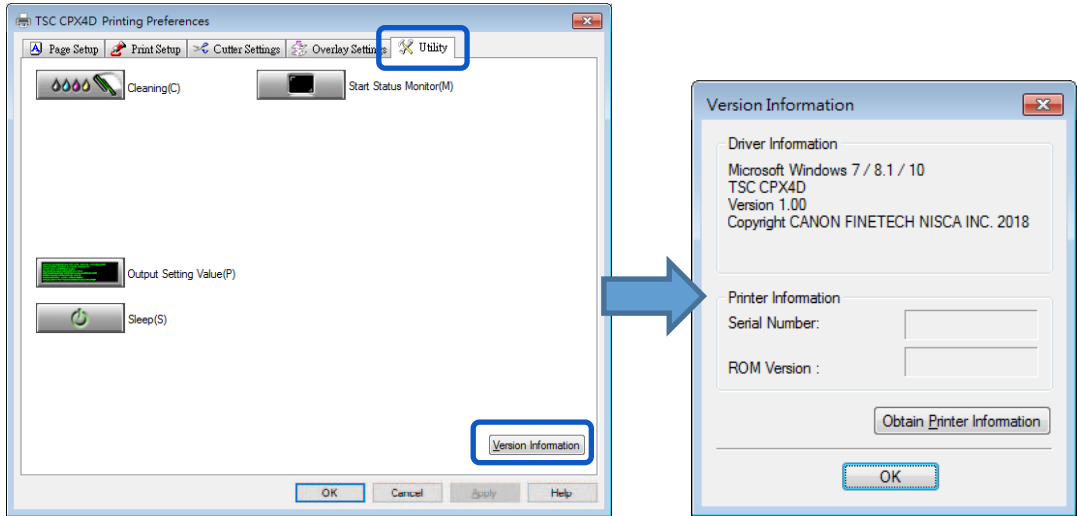 TSC CPX4D Printing Preferences
Page Setup Print Setup Cutter Settings Overlay Settings Utility
Cleaning(C) Start Status Monitor(M)
Output Setting Value(P)
Sleep(S)
Version Information
OK Cancel Apply Help
Version Information
Driver Information
Microsoft Windows 7 / 8.1 / 10
TSC CPX4D
Version 1.00
Copyright CANON FINETECH NISCA INC. 2018
Printer Information
Serial Number:
ROM Version :
Obtain Printer Information
OK